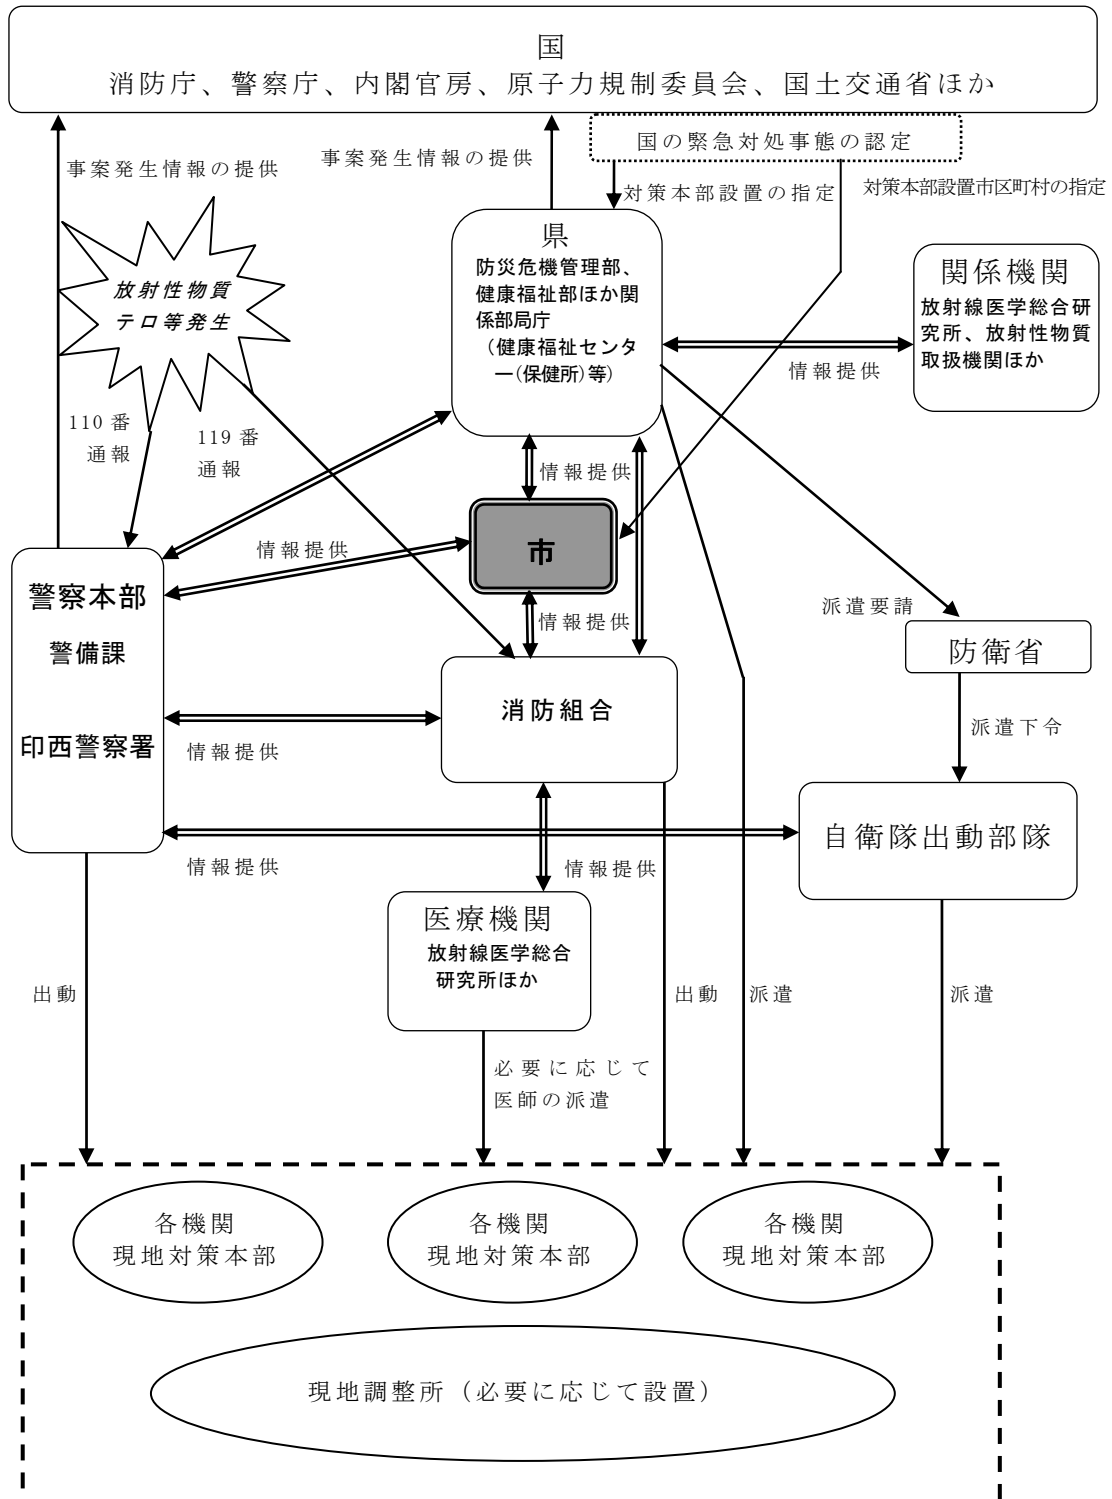 国
消防庁、警察庁、内閣官房、原子力規制委員会、国土交通省ほか
国の緊急対処事態の認定
事案発生情報の提供
事案発生情報の提供
対策本部設置の指定
対策本部設置市区町村の指定
放射性物質
テロ等発生
県
防災危機管理部、
健康福祉部ほか関
係部局庁
（健康福祉センタ
ー(保健所)等）
関係機関
放射線医学総合研
究所、放射性物質
取扱機関ほか
情報提供
110 番
通報
119 番
通報
情報提供
情報提供
市
警察本部
警備課
印西警察署
情報提供
派遣要請
防衛省
消防組合
情報提供
派遣下令
自衛隊出動部隊
情報提供
情報提供
医療機関
放射線医学総合
研究所ほか
出動
出動
派遣
派遣
必要に応じて
医師の派遣
各機関
現地対策本部
各機関
現地対策本部
各機関
現地対策本部
現地調整所（必要に応じて設置）